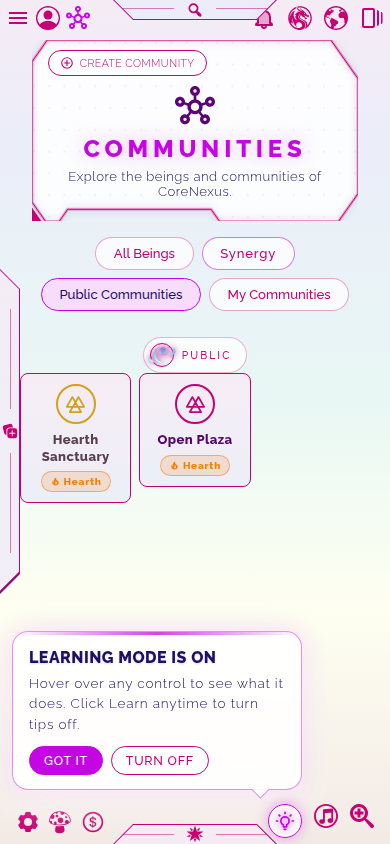 CREATE COMMUNITY
COMMUNITIES
Explore the beings and communities of
CoreNexus.
All Beings
Synergy
Public Communities
My Communities
PUBLIC
Hearth
Sanctuary
Hearth
Open Plaza
Hearth
LEARNING MODE IS ON
Hover over any control to see what it
does. Click Learn anytime to turn
tips off.
GOT IT
TURN OFF